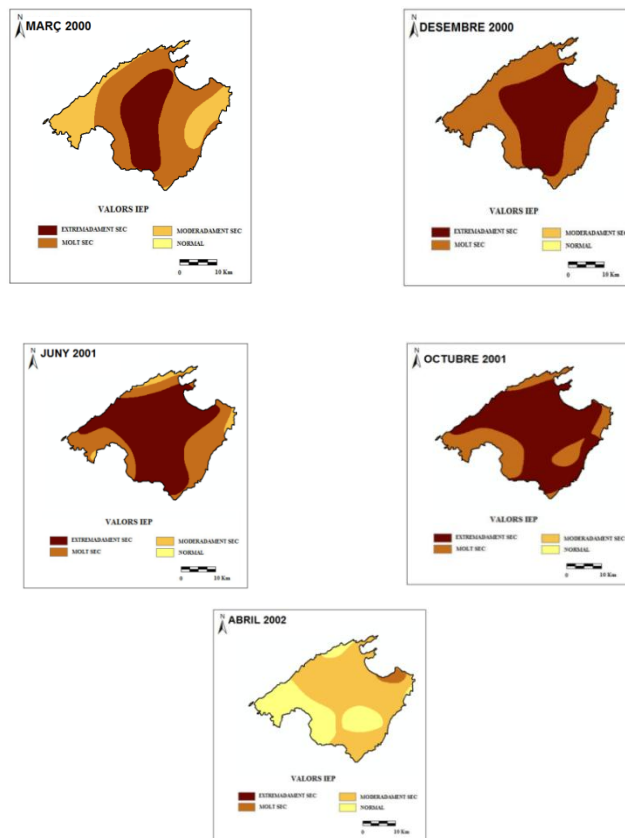 N
MARÇ 2000
VALORS IEP
EXTREMADAMENT SEC
MODERADAMENT SEC
MOLT SEC
NORMAL
0 10 Km
N
DESEMBRE 2000
VALORS IEP
EXTREMADAMENT SEC
MODERADAMENT SEC
MOLT SEC
NORMAL
0 10 Km
N
JUNY 2001
VALORS IEP
EXTREMADAMENT SEC
MODERADAMENT SEC
MOLT SEC
NORMAL
0 10 Km
N
OCTUBRE 2001
VALORS IEP
EXTREMADAMENT SEC
MODERADAMENT SEC
MOLT SEC
NORMAL
0 10 Km
N
ABRIL 2002
VALORS IEP
EXTREMADAMENT SEC
MODERADAMENT SEC
MOLT SEC
NORMAL
0 10 Km